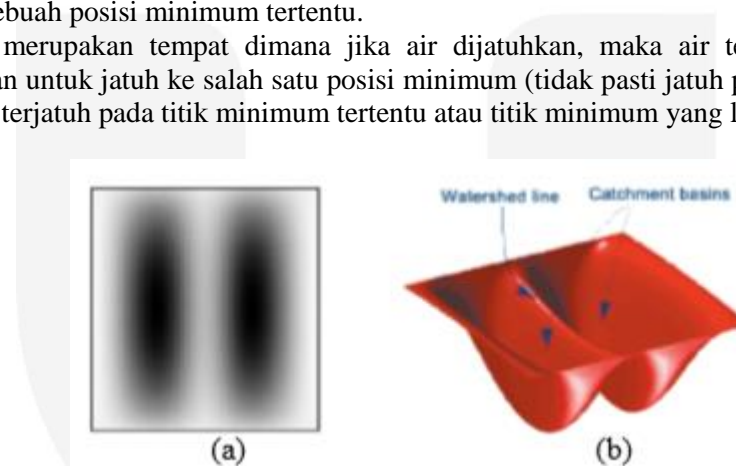 sebuah posisi minimum tertentu.
merupakan tempat dimana jika air dijatuhkan, maka air
untuk jatuh ke salah satu posisi minimum (tidak pasti jatuh
terjatuh pada titik minimum tertentu atau titik minimum yang
Watershed line Catchment basins
(a) (b)